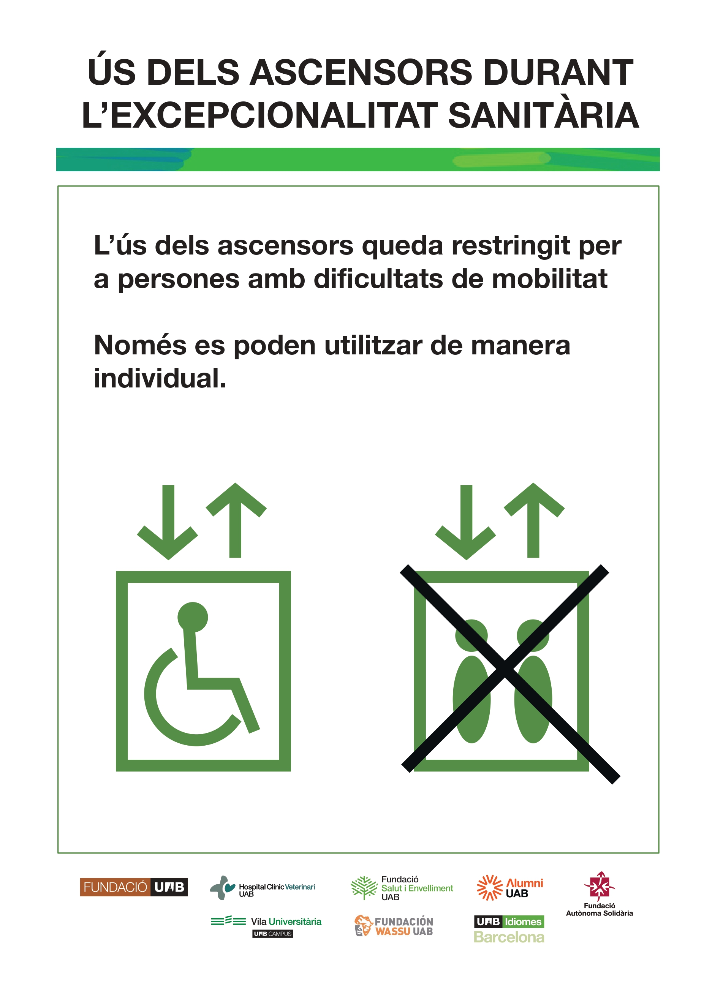 ÚS DELS ASCENSORS DURANT
L’EXCEPCIONALITAT SANITÀRIA
L’ús dels ascensors queda restringit per
a persones amb dificultats de mobilitat
Només es poden utilitzar de manera
individual.
FUNDACIÓ UAB
Hospital Clínic Veterinari
UAB
Fundació
Salut i Envelliment
UAB
Alumni
UAB
Fundació
Autònoma Solidària
Vila Universitària
UAB CAMPUS
FUNDACIÓN
WASSU UAB
UAB Idiomes
Barcelona